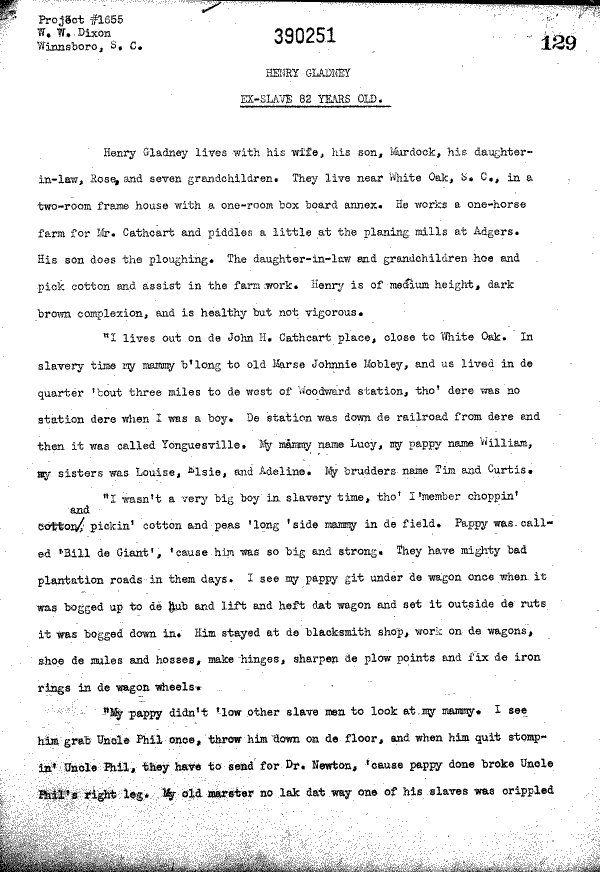 Project #1655
W. W. Dixon
Winnsboro, S. C.
390251
129
HENRY GLADNEY
EX-SLAVE 82 YEARS OLD.
Henry Gladney lives with his wife, his son, Murdock, his daughter-
in-law, Rose, and seven grandchildren. They live near White Oak, S. C., in a
two-room frame house with a one-room box board annex. He works a one-horse
farm for Mr. Cathcart and piddles a little at the planing mills at Adgers.
His son does the ploughing. The daughter-in-law and grandchildren hoe and
pick cotton and assist in the farm work. Henry is of medium height, dark
brown complexion, and is healthy but not vigorous.
"I lives out on de John H. Cathcart place, close to White Oak. In
slavery time my mammy b'long to old Marse Johnnie Mobley, and us lived in de
quarter 'bout three miles to de west of Woodward station, tho' dere was no
station dere when I was a boy. De station was down de railroad from dere and
then it was called Yonguesville. My mammy name Lucy, my pappy name William,
my sisters was Louise, Elsie, and Adeline. My brudders name Tim and Curtis.
"I wasn't a very big boy in slavery time, tho' I 'member choppin'
and
cotton/ pickin' cotton and peas 'long 'side mammy in de field. Pappy was call-
ed 'Bill de Giant', 'cause him was so big and strong. They have mighty bad
plantation roads in them days. I see my pappy git under de wagon once when it
was bogged up to de hub and lift and heft dat wagon and set it outside de ruts
it was bogged down in. Him stayed at de blacksmith shop, work on de wagons,
shoe de mules and hosses, make hinges, sharpen de plow points and fix de iron
rings in de wagon wheels.
"My pappy didn't 'low other slave men to look at my mammy. I see
him grab Uncle Phil once, throw him down on de floor, and when him quit stomp-
in' Uncle Phil, they have to send for Dr. Newton, 'cause pappy done broke Uncle
Phil's right leg. My old marster no lak dat way one of his slaves was crippled